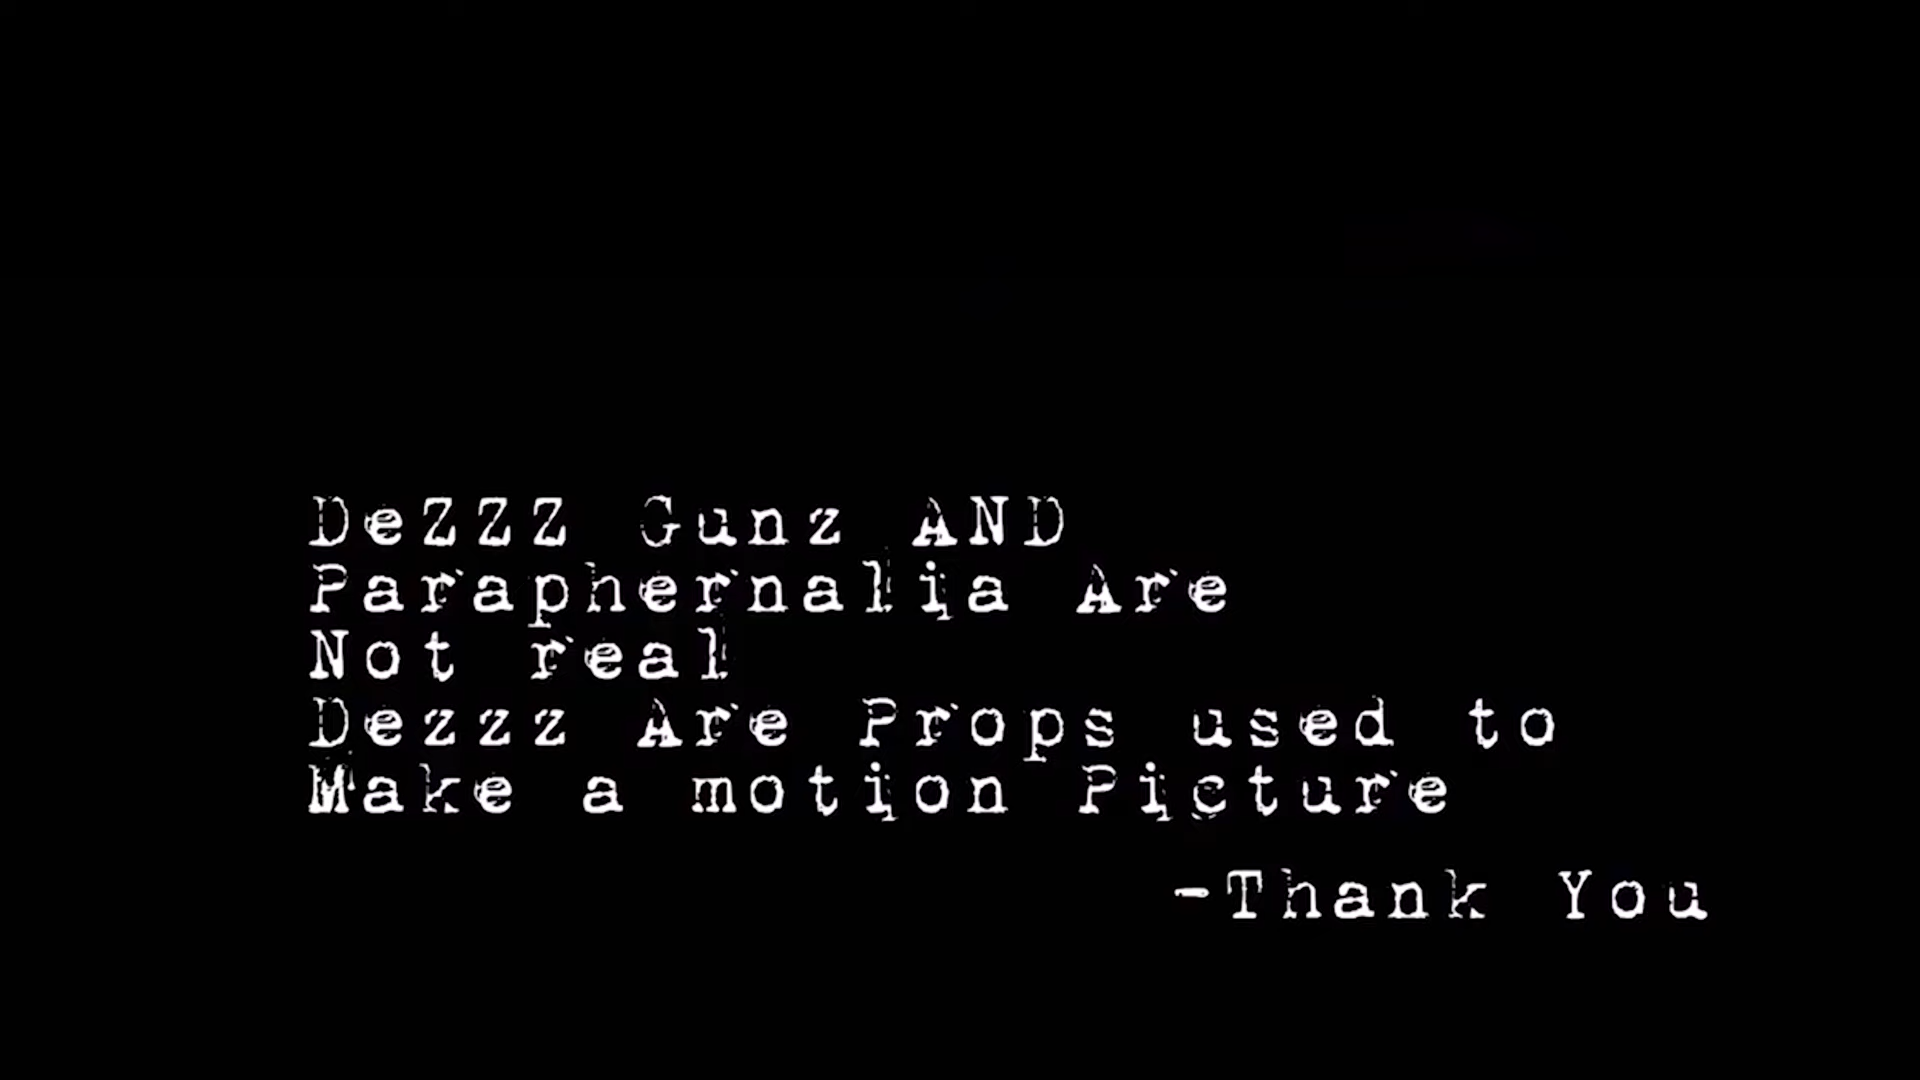 DeZZZ Gunz AND
Paraphernalia Are
Not real
Dezzz Are Props used to
Make a motion Picture
-Thank You